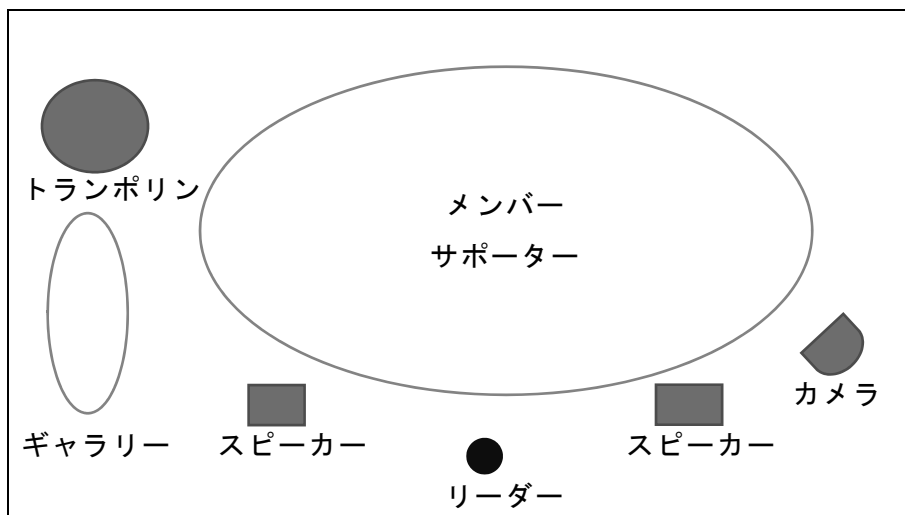 トランポリン
メンバー
サポーター
カメラ
ギャラリー
スピーカー
スピーカー
リーダー